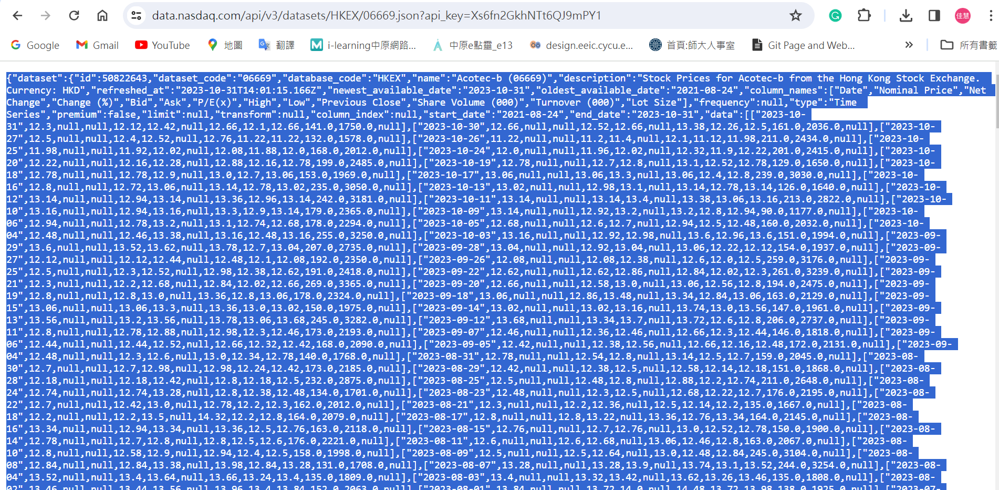 data.nasdaq.com/api/v3/datasets/HKEX/06669.json?api_key=Xs6fn2GkhNTt6QJ9mPY1
佳慧
Google Gmail YouTube 地圖 翻譯 i-learning中原網路... 中原e點靈_e13 design.eeic.cycu.e... 首頁:師大人事室 Git Page and Web... » 所有書籤
{"dataset":{"id":50822643,"dataset_code":"06669","database_code":"HKEX","name":"Acotec-b (06669)","description":"Stock Prices for Acotec-b from the Hong Kong Stock Exchange.
Currency: HKD","refreshed_at":"2023-10-31T14:01:15.166Z","newest_available_date":"2023-10-31","oldest_available_date":"2021-08-24","column_names":["Date","Nominal Price","Net
Change","Change (%)","Bid","Ask","P/E(x)","High","Low","Previous Close","Share Volume (000)","Turnover (000)","Lot Size"],"frequency":null,"type":"Time
Series","premium":false,"limit":null,"transform":null,"column_index":null,"start_date":"2021-08-24","end_date":"2023-10-31","data":[["2023-10-
31",12.3,null,null,12.12,12.42,null,12.66,12.1,12.66,141.0,1750.0,null],["2023-10-30",12.66,null,null,12.52,12.66,null,13.38,12.26,12.5,161.0,2036.0,null],["2023-10-
27",12.5,null,null,12.4,12.52,null,12.76,11.22,11.22,132.0,1578.0,null],["2023-10-26",11.22,null,null,11.2,11.4,null,12.1,11.12,11.98,211.0,2434.0,null],["2023-10-
25",11.98,null,null,11.92,12.02,null,12.08,11.88,12.0,168.0,2012.0,null],["2023-10-24",12.0,null,null,11.96,12.02,null,12.32,11.9,12.22,201.0,2415.0,null],["2023-10-
20",12.22,null,null,12.16,12.28,null,12.88,12.16,12.78,199.0,2485.0,null],["2023-10-19",12.78,null,null,12.7,12.8,null,13.1,12.52,12.78,129.0,1650.0,null],["2023-10-
18",12.78,null,null,12.78,12.9,null,13.0,12.7,13.06,153.0,1969.0,null],["2023-10-17",13.06,null,null,13.06,13.3,null,13.06,12.4,12.8,239.0,3030.0,null],["2023-10-
16",12.8,null,null,12.72,13.06,null,13.14,12.78,13.02,235.0,3050.0,null],["2023-10-13",13.02,null,null,12.98,13.1,null,13.14,12.78,13.14,126.0,1640.0,null],["2023-10-
12",13.14,null,null,12.94,13.14,null,13.36,12.96,13.14,242.0,3181.0,null],["2023-10-11",13.14,null,null,13.14,13.4,null,13.38,13.06,13.16,213.0,2822.0,null],["2023-10-
10",13.16,null,null,12.94,13.16,null,13.3,12.9,13.14,179.0,2365.0,null],["2023-10-09",13.14,null,null,12.92,13.2,null,13.2,12.8,12.94,90.0,1177.0,null],["2023-10-
06",12.94,null,null,12.78,13.2,null,13.1,12.74,12.68,178.0,2294.0,null],["2023-10-05",12.68,null,null,12.6,12.7,null,12.94,12.5,12.48,160.0,2032.0,null],["2023-10-
04",12.48,null,null,12.46,13.38,null,13.16,12.48,13.16,255.0,3250.0,null],["2023-10-03",13.16,null,null,12.92,12.98,null,13.6,12.96,13.6,151.0,1994.0,null],["2023-09-
29",13.6,null,null,13.52,13.62,null,13.78,12.7,13.04,207.0,2735.0,null],["2023-09-28",13.04,null,null,12.92,13.04,null,13.06,12.22,12.12,154.0,1937.0,null],["2023-09-
27",12.12,null,null,12.12,12.44,null,12.48,12.1,12.08,192.0,2350.0,null],["2023-09-26",12.08,null,null,12.08,12.38,null,12.6,12.0,12.5,259.0,3176.0,null],["2023-09-
25",12.5,null,null,12.3,12.52,null,12.98,12.38,12.62,191.0,2418.0,null],["2023-09-22",12.62,null,null,12.62,12.86,null,12.84,12.02,12.3,261.0,3239.0,null],["2023-09-
21",12.3,null,null,12.2,12.68,null,12.84,12.02,12.66,269.0,3365.0,null],["2023-09-20",12.66,null,null,12.58,13.0,null,13.06,12.56,12.8,194.0,2475.0,null],["2023-09-
19",12.8,null,null,12.8,13.0,null,13.36,12.8,13.06,178.0,2324.0,null],["2023-09-18",13.06,null,null,12.86,13.48,null,13.34,12.84,13.06,163.0,2129.0,null],["2023-09-
15",13.06,null,null,13.06,13.3,null,13.36,13.0,13.02,150.0,1975.0,null],["2023-09-14",13.02,null,null,13.02,13.16,null,13.74,13.0,13.56,147.0,1961.0,null],["2023-09-
13",13.56,null,null,13.2,13.56,null,13.78,13.06,13.68,245.0,3282.0,null],["2023-09-12",13.68,null,null,13.34,13.7,null,13.72,12.6,12.8,206.0,2737.0,null],["2023-09-
11",12.8,null,null,12.78,12.88,null,12.98,12.3,12.46,173.0,2193.0,null],["2023-09-07",12.46,null,null,12.36,12.46,null,12.66,12.3,12.44,146.0,1818.0,null],["2023-09-
06",12.44,null,null,12.44,12.52,null,12.66,12.32,12.42,168.0,2090.0,null],["2023-09-05",12.42,null,null,12.38,12.56,null,12.66,12.16,12.48,172.0,2131.0,null],["2023-09-
04",12.48,null,null,12.3,12.6,null,13.0,12.34,12.78,140.0,1768.0,null],["2023-08-31",12.78,null,null,12.54,12.8,null,13.14,12.5,12.7,159.0,2045.0,null],["2023-08-
30",12.7,null,null,12.7,12.98,null,12.98,12.24,12.42,173.0,2185.0,null],["2023-08-29",12.42,null,null,12.38,12.5,null,12.58,12.14,12.18,151.0,1868.0,null],["2023-08-
28",12.18,null,null,12.18,12.42,null,12.8,12.18,12.5,232.0,2875.0,null],["2023-08-25",12.5,null,null,12.48,12.8,null,12.88,12.2,12.74,211.0,2648.0,null],["2023-08-
24",12.74,null,null,12.74,13.28,null,12.8,12.38,12.48,134.0,1701.0,null],["2023-08-23",12.48,null,null,12.3,12.5,null,12.68,12.22,12.7,176.0,2195.0,null],["2023-08-
22",12.7,null,null,12.42,13.0,null,12.78,12.2,12.3,162.0,2012.0,null],["2023-08-21",12.3,null,null,12.2,12.36,null,12.5,12.14,12.2,135.0,1667.0,null],["2023-08-
18",12.2,null,null,12.2,13.5,null,14.32,12.2,12.8,164.0,2079.0,null],["2023-08-17",12.8,null,null,12.8,13.22,null,13.36,12.76,13.34,164.0,2145.0,null],["2023-08-
16",13.34,null,null,12.94,13.34,null,13.36,12.5,12.76,163.0,2118.0,null],["2023-08-15",12.76,null,null,12.7,12.76,null,13.0,12.52,12.78,150.0,1900.0,null],["2023-08-
14",12.78,null,null,12.7,12.8,null,12.8,12.5,12.6,176.0,2221.0,null],["2023-08-11",12.6,null,null,12.6,12.68,null,13.06,12.46,12.8,163.0,2067.0,null],["2023-08-
10",12.8,null,null,12.58,12.9,null,12.94,12.4,12.5,158.0,1998.0,null],["2023-08-09",12.5,null,null,12.5,12.64,null,13.0,12.48,12.84,245.0,3104.0,null],["2023-08-
08",12.84,null,null,12.84,13.38,null,13.98,12.84,13.28,131.0,1708.0,null],["2023-08-07",13.28,null,null,13.28,13.9,null,13.74,13.1,13.52,244.0,3254.0,null],["2023-08-
04",13.52,null,null,13.4,13.64,null,13.66,13.24,13.4,135.0,1809.0,null],["2023-08-03",13.4,null,null,13.32,13.42,null,13.62,13.26,13.46,135.0,1808.0,null],["2023-08-
02",13.46,null,null,13.44,13.56,null,13.96,13.4,13.84,152.0,2063.0,null],["2023-08-01",13.84,null,null,13.72,14.0,null,14.48,13.72,13.98,138.0,1925.0,null],["2023-07-